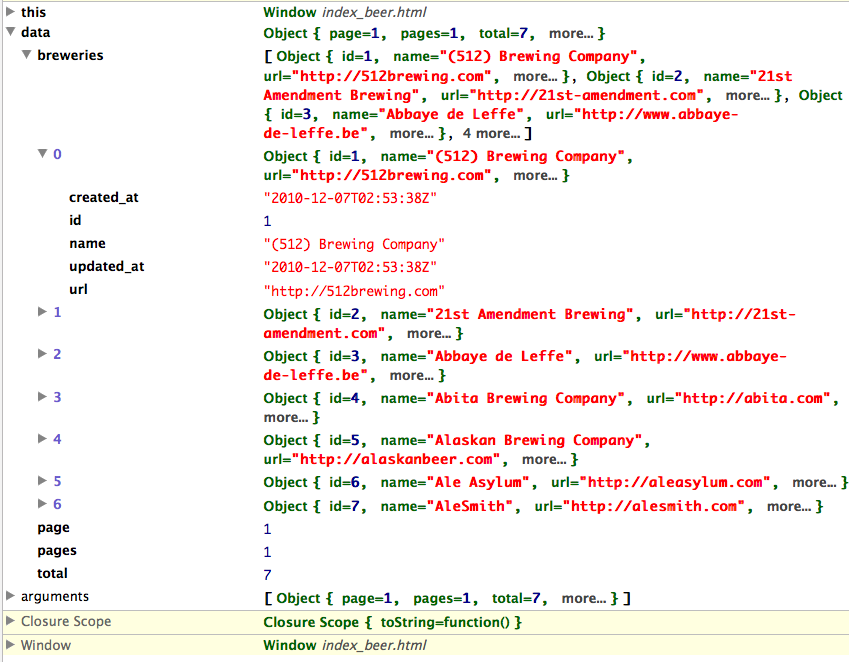 this Window index_beer.html
data Object { page=1, pages=1, total=7, more... }
breweries [ Object { id=1, name="(512) Brewing Company",
url="http://512brewing.com", more... }, Object { id=2, name="21st
Amendment Brewing", url="http://21st-amendment.com", more... }, Object
{ id=3, name="Abbaye de Leffe", url="http://www.abbaye-
de-leffe.be", more... }, 4 more... ]
0 Object { id=1, name="(512) Brewing Company",
url="http://512brewing.com", more... }
created_at "2010-12-07T02:53:38Z"
id 1
name "(512) Brewing Company"
updated_at "2010-12-07T02:53:38Z"
url "http://512brewing.com"
1 Object { id=2, name="21st Amendment Brewing", url="http://21st-
amendment.com", more... }
2 Object { id=3, name="Abbaye de Leffe", url="http://www.abbaye-
de-leffe.be", more... }
3 Object { id=4, name="Abita Brewing Company", url="http://abita.com",
more... }
4 Object { id=5, name="Alaskan Brewing Company",
url="http://alaskanbeer.com", more... }
5 Object { id=6, name="Ale Asylum", url="http://aleasylum.com", more... }
6 Object { id=7, name="AleSmith", url="http://alesmith.com", more... }
page 1
pages 1
total 7
arguments [ Object { page=1, pages=1, total=7, more... } ]
Closure Scope Closure Scope { toString=function() }
Window Window index_beer.html